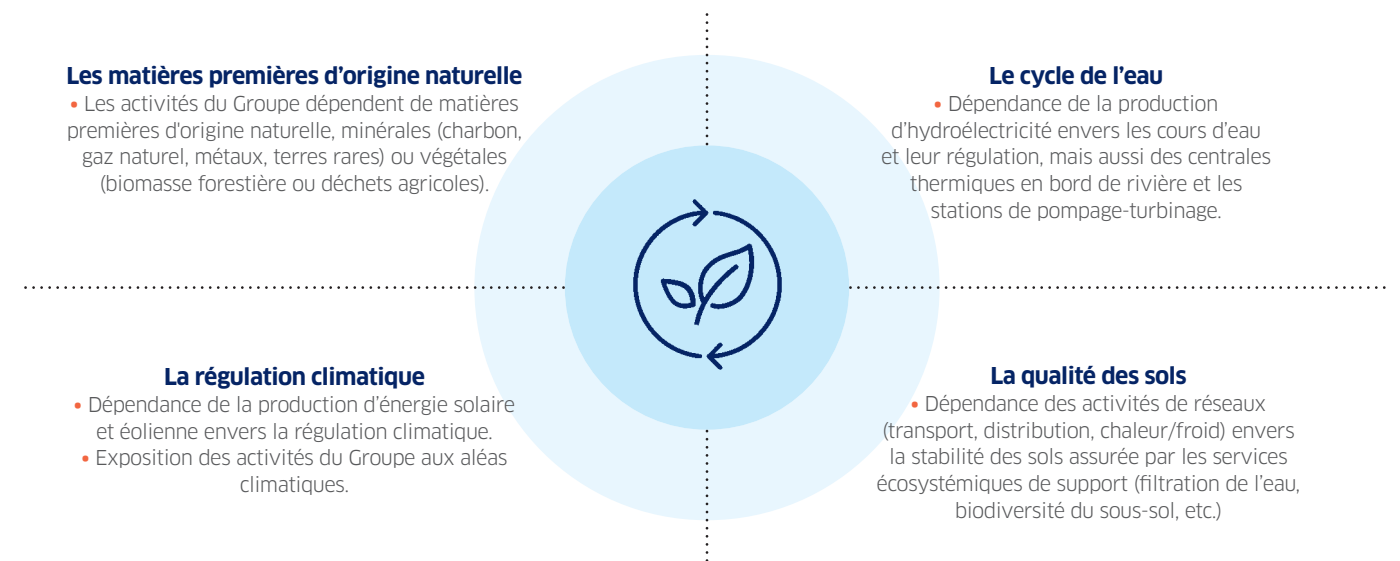 Les matières premières d’origine naturelle
• Les activités du Groupe dépendent de matières
premières d'origine naturelle, minérales (charbon,
gaz naturel, métaux, terres rares) ou végétales
(biomasse forestière ou déchets agricoles).
Le cycle de l’eau
• Dépendance de la production
d’hydroélectricité envers les cours d’eau
et leur régulation, mais aussi des centrales
thermiques en bord de rivière et les
stations de pompage-turbinage.
La régulation climatique
• Dépendance de la production d’énergie solaire
et éolienne envers la régulation climatique.
• Exposition des activités du Groupe aux aléas
climatiques.
La qualité des sols
• Dépendance des activités de réseaux
(transport, distribution, chaleur/froid) envers
la stabilité des sols assurée par les services
écosystémiques de support (filtration de l’eau,
biodiversité du sous-sol, etc.)